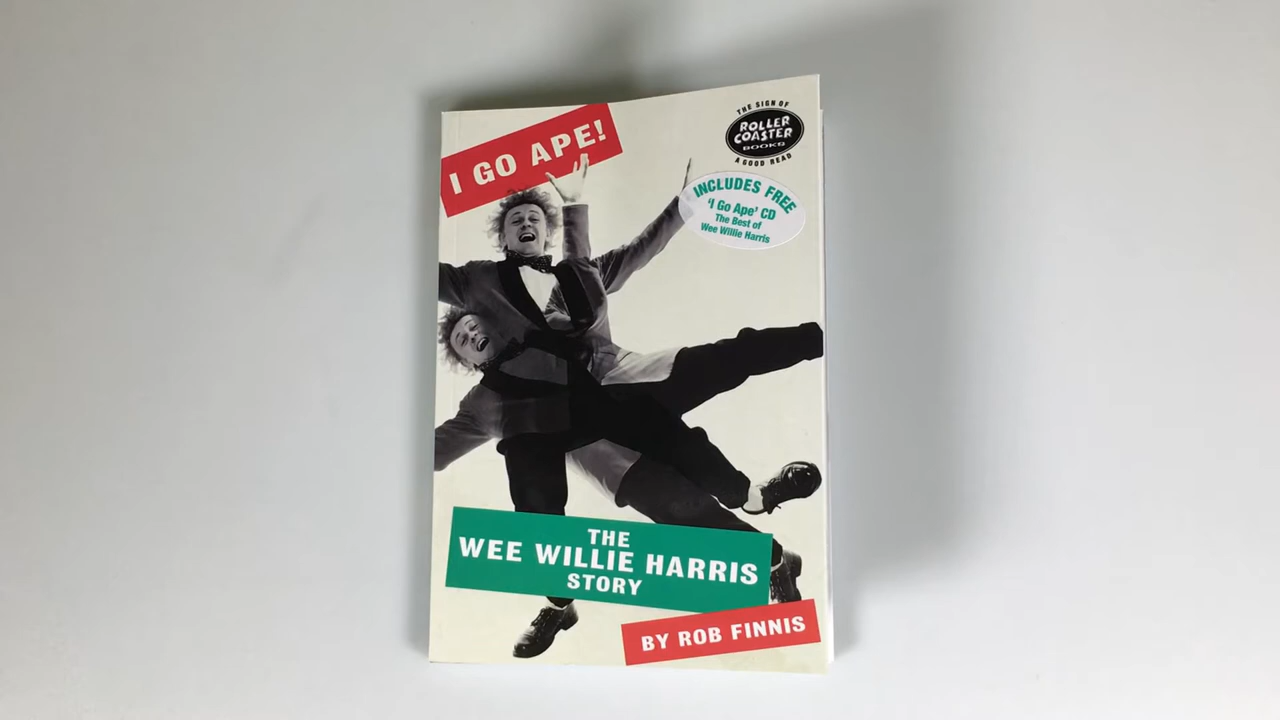 I GO APE!
THE SIGN OF
ROLLER
COASTER
BOOKS
A GOOD READ
INCLUDES FREE
'I Go Ape' CD
The Best of
Wee Willie Harris
THE
WEE WILLIE HARRIS
STORY
BY ROB FINNIS